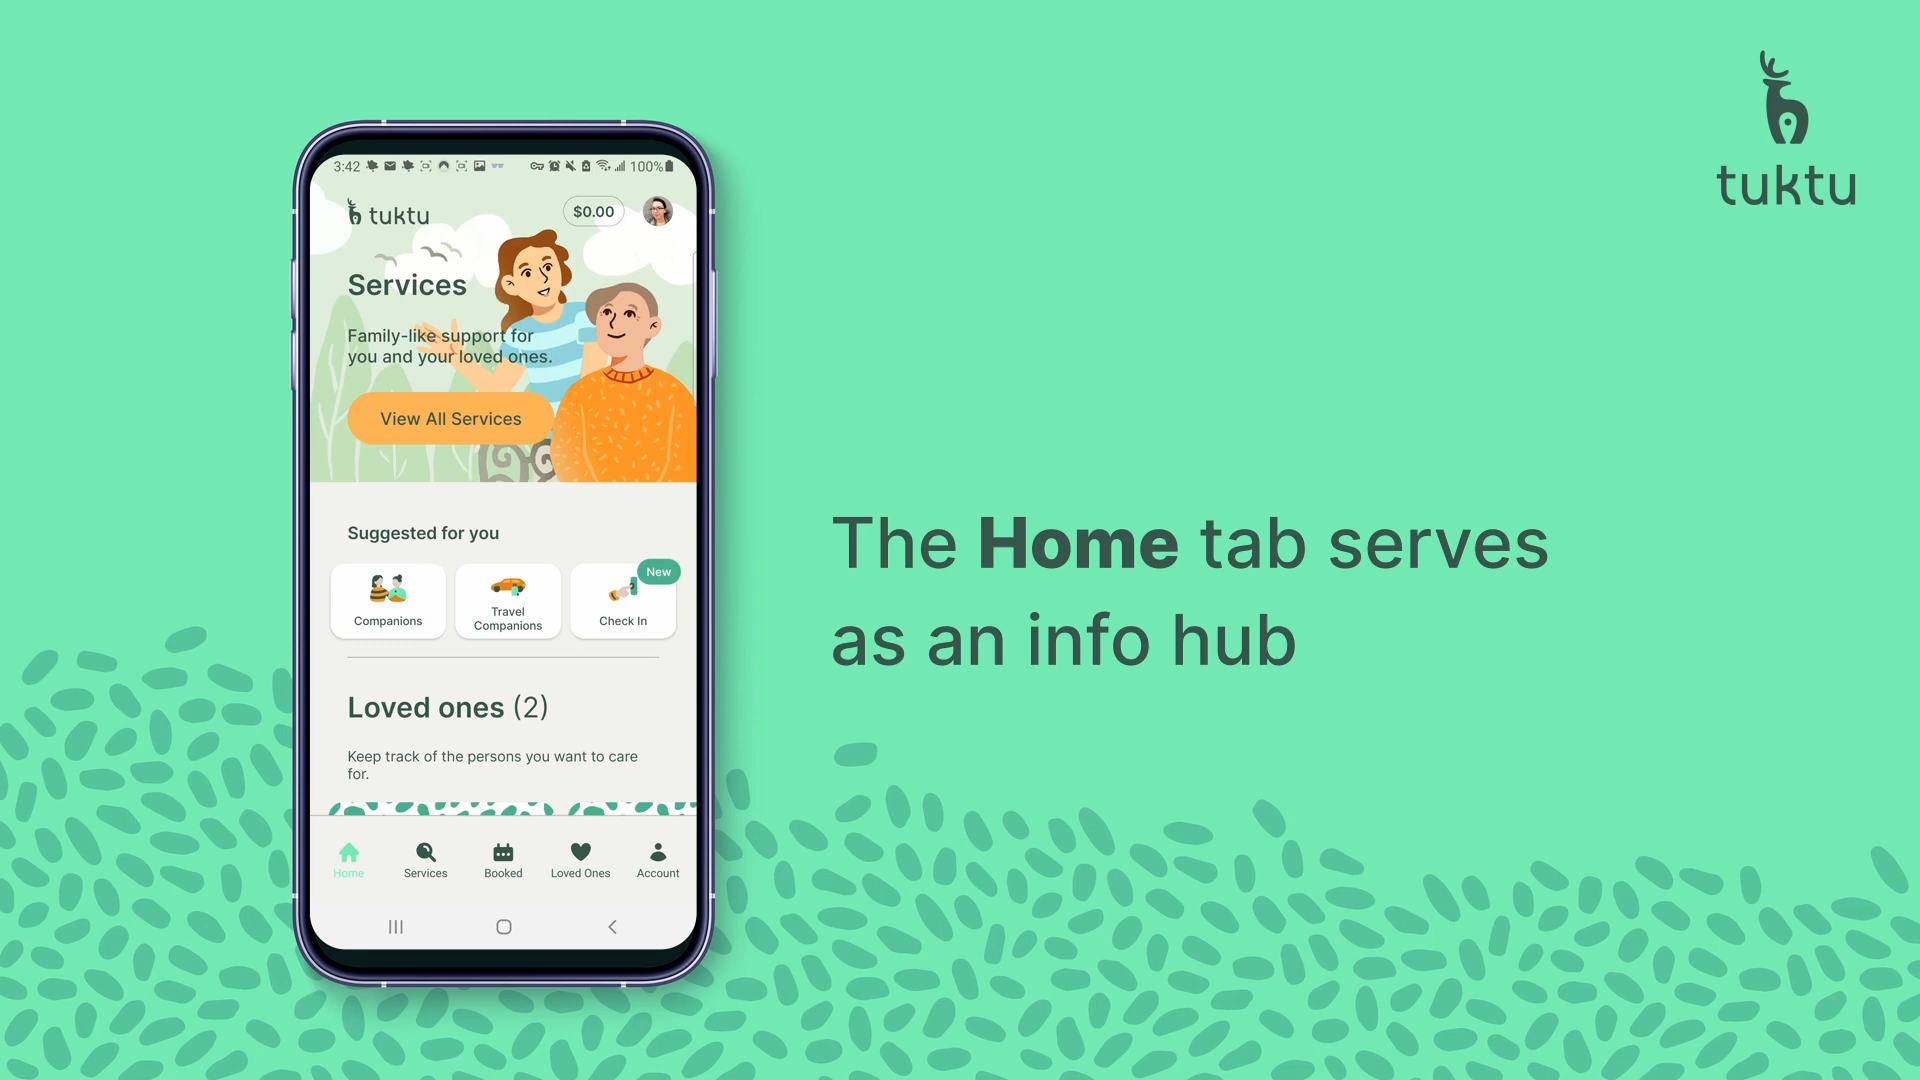 3:42
100%
tuktu
$0.00
Services
Family-like support for
you and your loved ones.
View All Services
Suggested for you
New
Companions
Travel
Companions
Check In
Loved ones (2)
Keep track of the persons you want to care
for.
Home
Services
Booked
Loved Ones
Account
The Home tab serves
as an info hub
tuktu